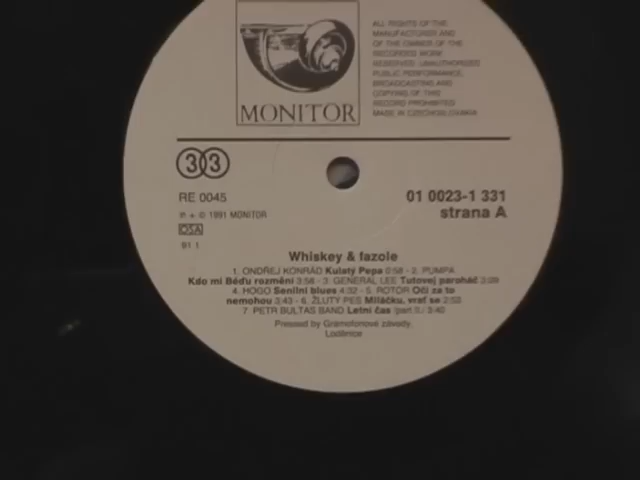 MONITOR
ALL RIGHTS OF THE
MANUFACTURER AND
OF THE OWNER OF THE
RECORDED WORK
RESERVED. UNAUTHORIZED
PUBLIC PERFORMANCE,
BROADCASTING AND
COPYING OF THIS
RECORD PROHIBITED
MADE IN CZECHOSLOVAKIA
33
RE 0045
℗ + © 1991 MONITOR
OSA
91 1
01 0023-1 331
strana A
Whiskey & fazole
1. ONDŘEJ KONRÁD Kulatý Pepa 0:58 - 2. PUMPA
Kdo mi Béďu rozmění 3:56 - 3. GENERAL LEE Tutovej paroháč 3:09
4. HOGO Senilní blues 4:32 - 5. ROTOR Oči za to
nemohou 3:43 - 6. ŽLUTÝ PES Miláčku, vrať se 2:53
7. PETR BULTAS BAND Letní čas (part II.) 3:40
Pressed by Gramofonové závody,
Loděnice